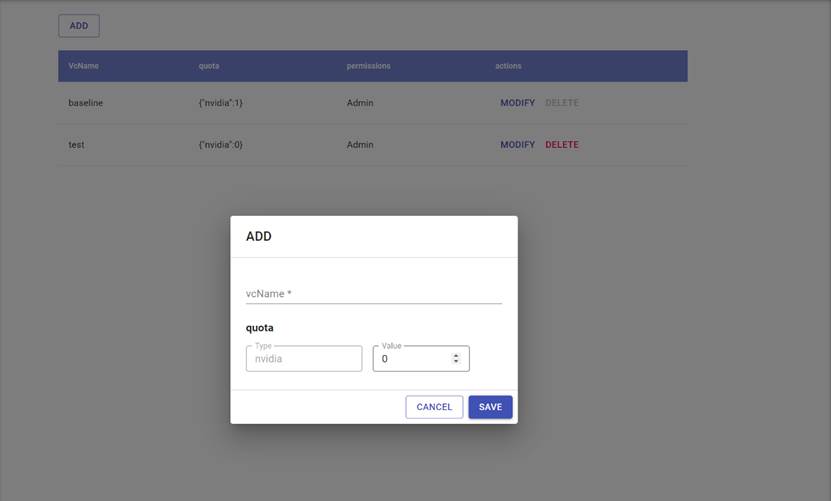 ADD
VcName quota permissions actions
baseline {"nvidia":1} Admin MODIFY DELETE
test {"nvidia":0} Admin MODIFY DELETE
ADD
vcName *
quota
Type Value
nvidia 0
CANCEL SAVE